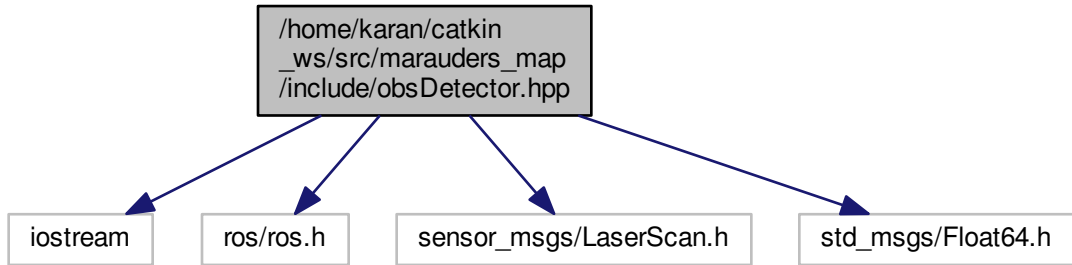 /home/karan/catkin
_ws/src/marauders_map
/include/obsDetector.hpp
iostream
ros/ros.h
sensor_msgs/LaserScan.h
std_msgs/Float64.h